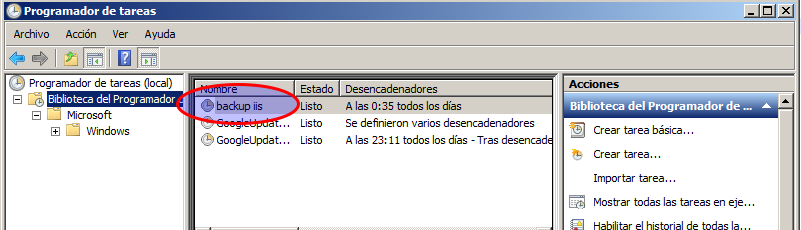 Programador de tareas
Archivo Acción Ver Ayuda
Programador de tareas (local)
Biblioteca del Programador
Microsoft
Windows
Nombre Estado Desencadenadores
backup iis Listo A las 0:35 todos los días
GoogleUpdat... Listo Se definieron varios desencadenadores
GoogleUpdat... Listo A las 23:11 todos los días - Tras desencade
Acciones
Biblioteca del Programador de ...
Crear tarea básica...
Crear tarea...
Importar tarea...
Mostrar todas las tareas en eje...
Habilitar el historial de todas la...